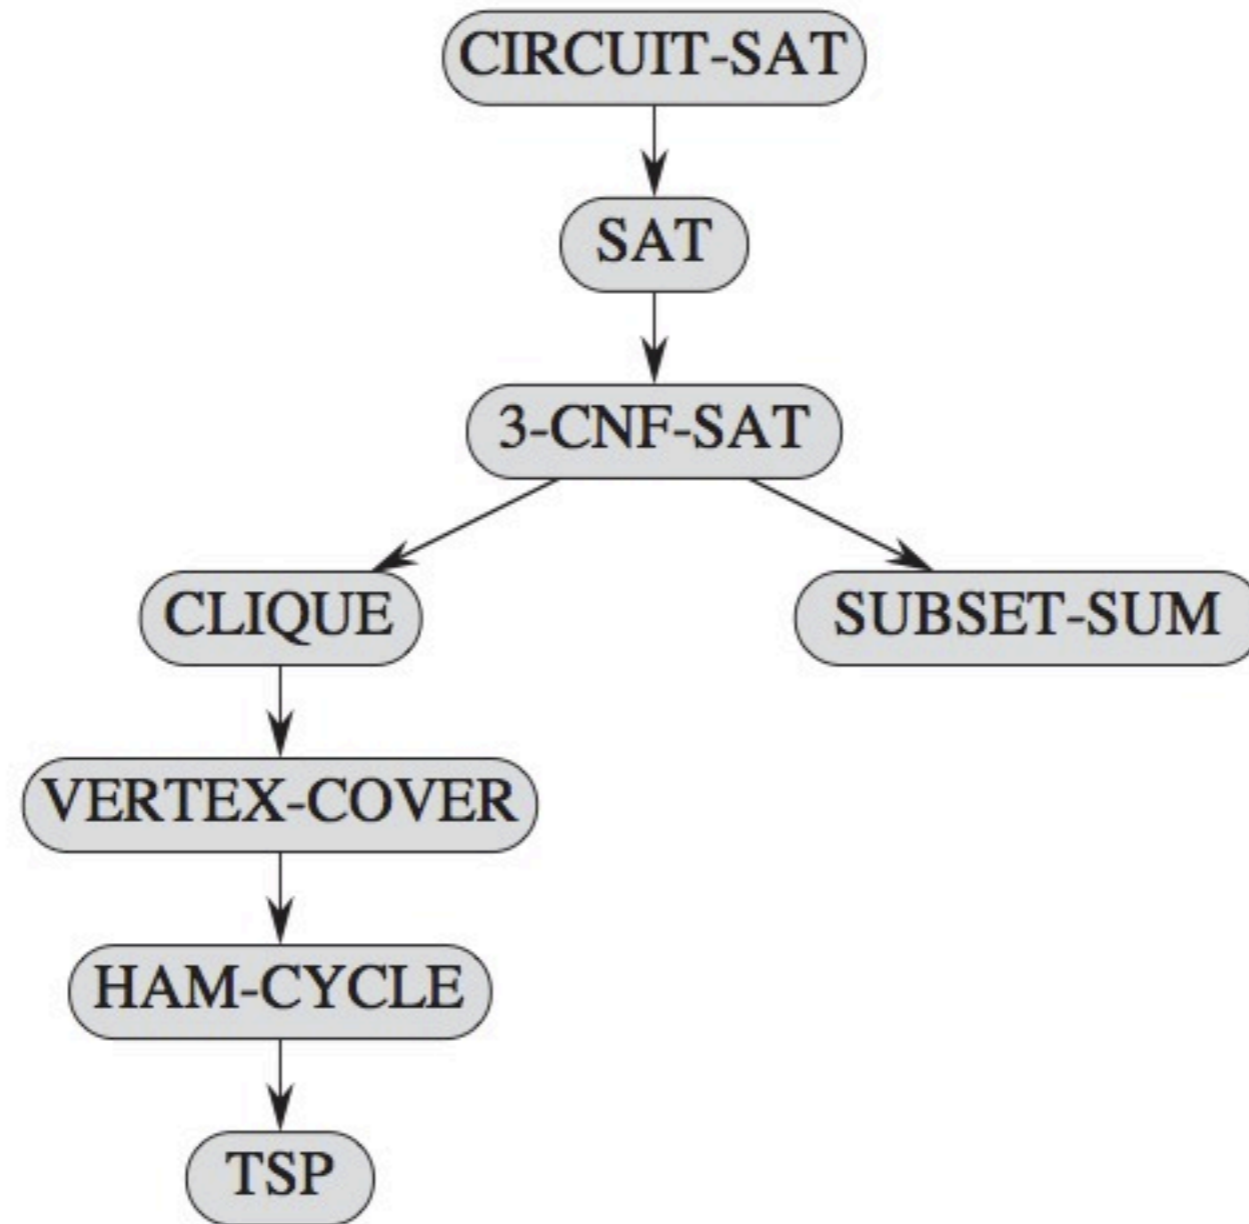 CIRCUIT-SAT
SAT
3-CNF-SAT
CLIQUE
SUBSET-SUM
VERTEX-COVER
HAM-CYCLE
TSP